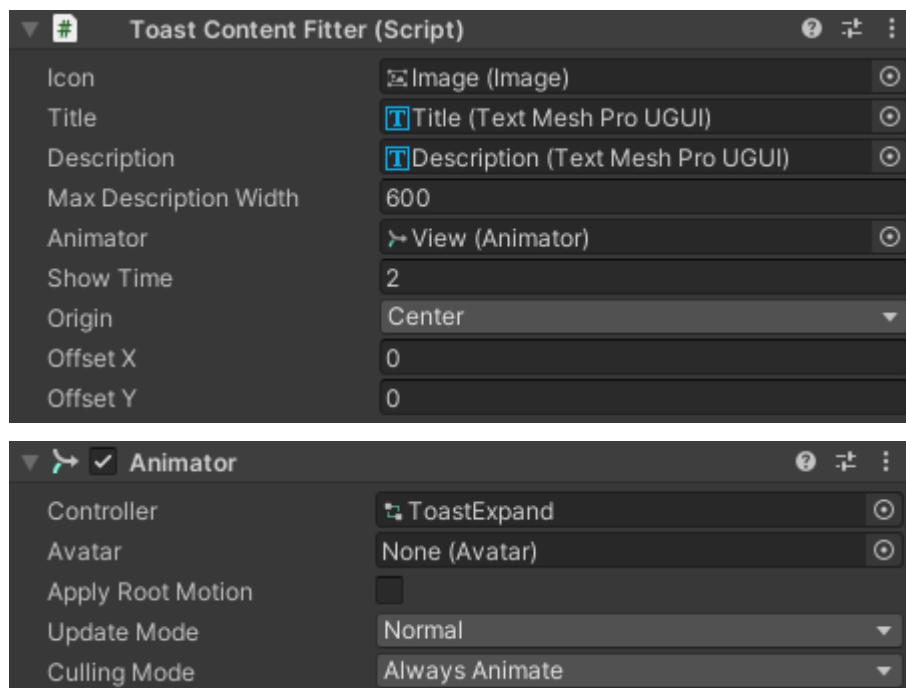 Toast Content Fitter (Script)
Icon Image (Image)
Title Title (Text Mesh Pro UGUI)
Description Description (Text Mesh Pro UGUI)
Max Description Width 600
Animator View (Animator)
Show Time 2
Origin Center
Offset X 0
Offset Y 0
Animator
Controller ToastExpand
Avatar None (Avatar)
Apply Root Motion
Update Mode Normal
Culling Mode Always Animate